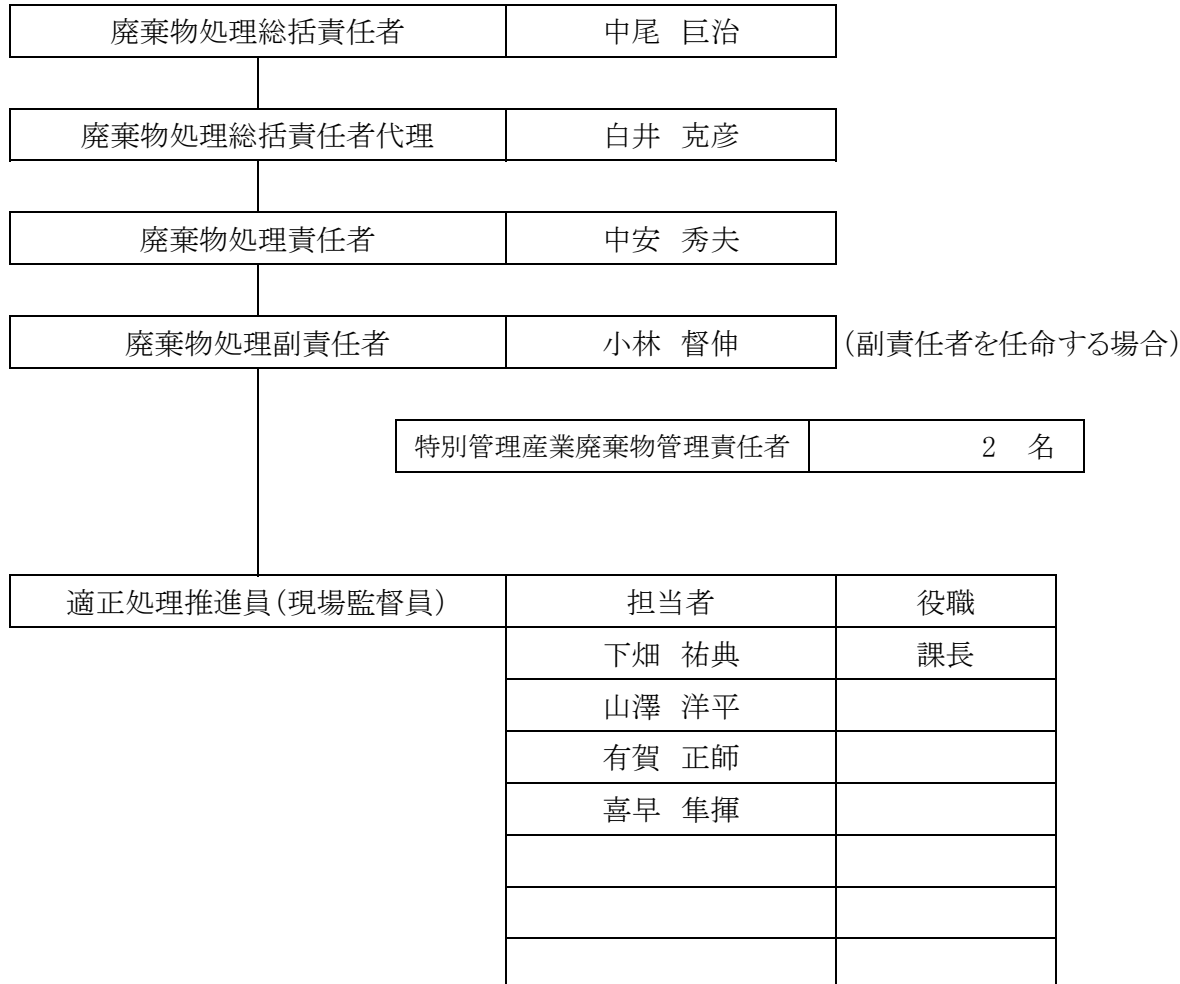 廃棄物処理総括責任者 中尾 巨治
廃棄物処理総括責任者代理 白井 克彦
廃棄物処理責任者 中安 秀夫
廃棄物処理副責任者 小林 督伸 (副責任者を任命する場合)
特別管理産業廃棄物管理責任者 2 名
適正処理推進員(現場監督員) 担当者 役職
下畑 祐典 課長
山澤 洋平
有賀 正師
喜早 隼揮